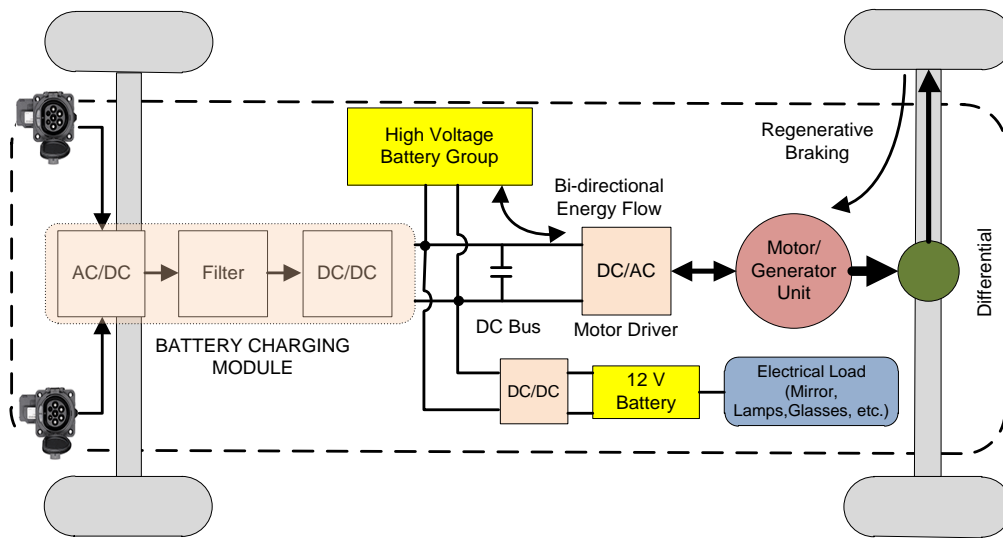 High Voltage
Battery Group
Regenerative
Braking
Bi-directional
Energy Flow
AC/DC
Filter
DC/DC
DC/AC
Motor/
Generator
Unit
Differential
DC Bus
Motor Driver
BATTERY CHARGING
MODULE
DC/DC
12 V
Battery
Electrical Load
(Mirror,
Lamps,Glasses, etc.)